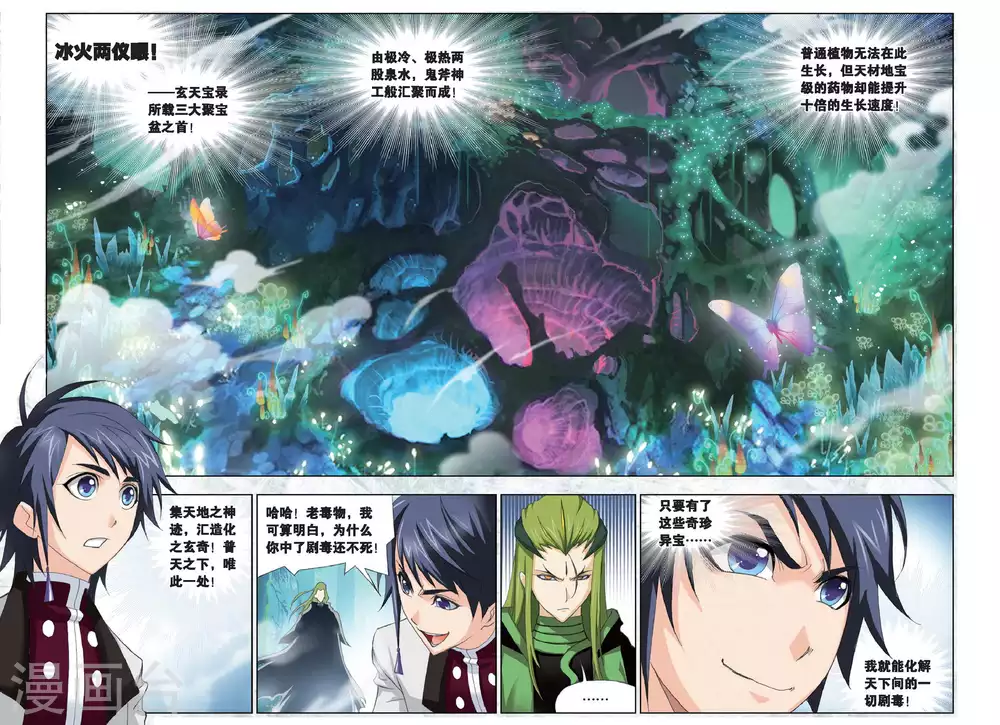 冰火两仪眼！
——玄天宝录
所载三大聚宝
盆之首！
由极冷、极热两
股泉水，鬼斧神
工般汇聚而成！
普通植物无法在此
生长，但天材地宝
级的药物却能提升
十倍的生长速度！
集天地之神
迹，汇造化
之玄奇！普
天之下，唯
此一处！
哈哈！老毒物，我
可算明白，为什么
你中了剧毒还不死！
……
只要有了
这些奇珍
异宝……
我就能化解
天下间的一
切剧毒！
漫画台